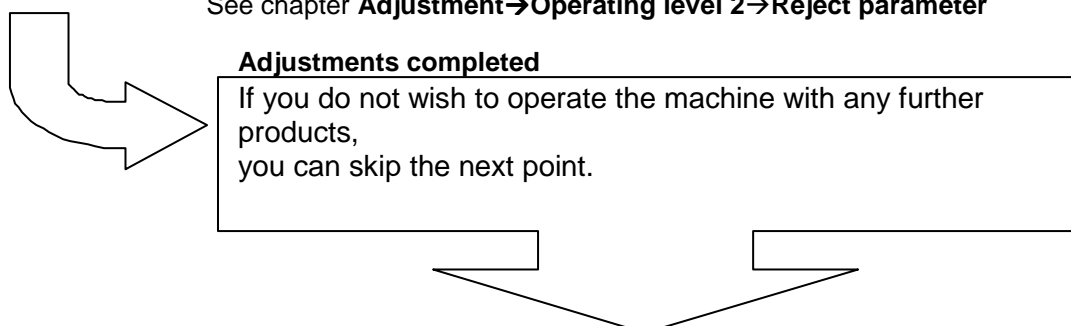 See chapter Adjustment→Operating level 2→Reject parameter
Adjustments completed
If you do not wish to operate the machine with any further
products,
you can skip the next point.